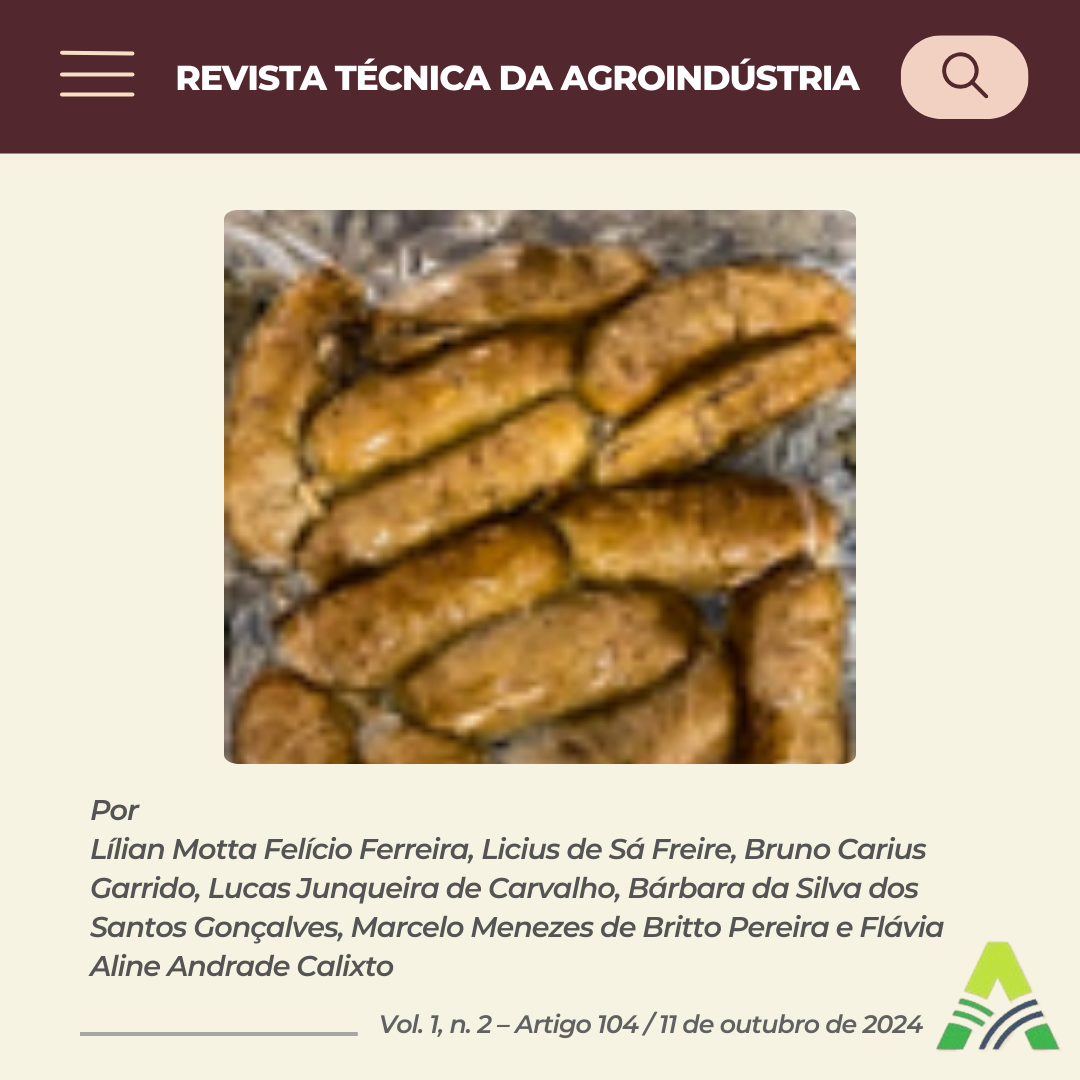 REVISTA TÉCNICA DA AGROINDÚSTRIA
Por
Lílian Motta Felício Ferreira, Licius de Sá Freire, Bruno Carius
Garrido, Lucas Junqueira de Carvalho, Bárbara da Silva dos
Santos Gonçalves, Marcelo Menezes de Britto Pereira e Flávia
Aline Andrade Calixto
Vol. 1, n. 2 – Artigo 104 / 11 de outubro de 2024